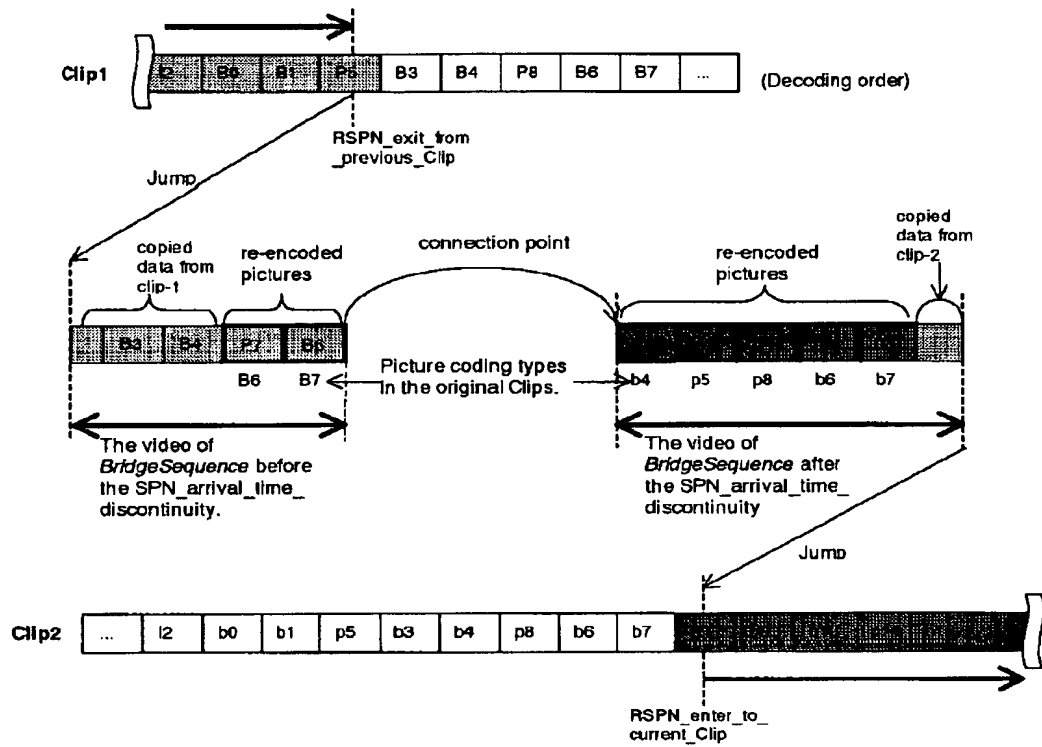 Clip1
I2 B0 B1 P5 B3 B4 P8 B6 B7 ...
(Decoding order)
RSPN_exit_from
_previous_Clip
Jump
copied
data from
clip-1
re-encoded
pictures
connection point
re-encoded
pictures
copied
data from
clip-2
B3 B4 P7 B6
B6 B7
Picture coding types
in the original Clips.
b4 p5 p8 b6 b7
The video of
BridgeSequence before
the SPN_arrival_time_
discontinuity.
The video of
BridgeSequence after
the SPN_arrival_time_
discontinuity
Jump
Clip2
... I2 b0 b1 p5 b3 b4 p8 b6 b7
RSPN_enter_to_
current_Clip